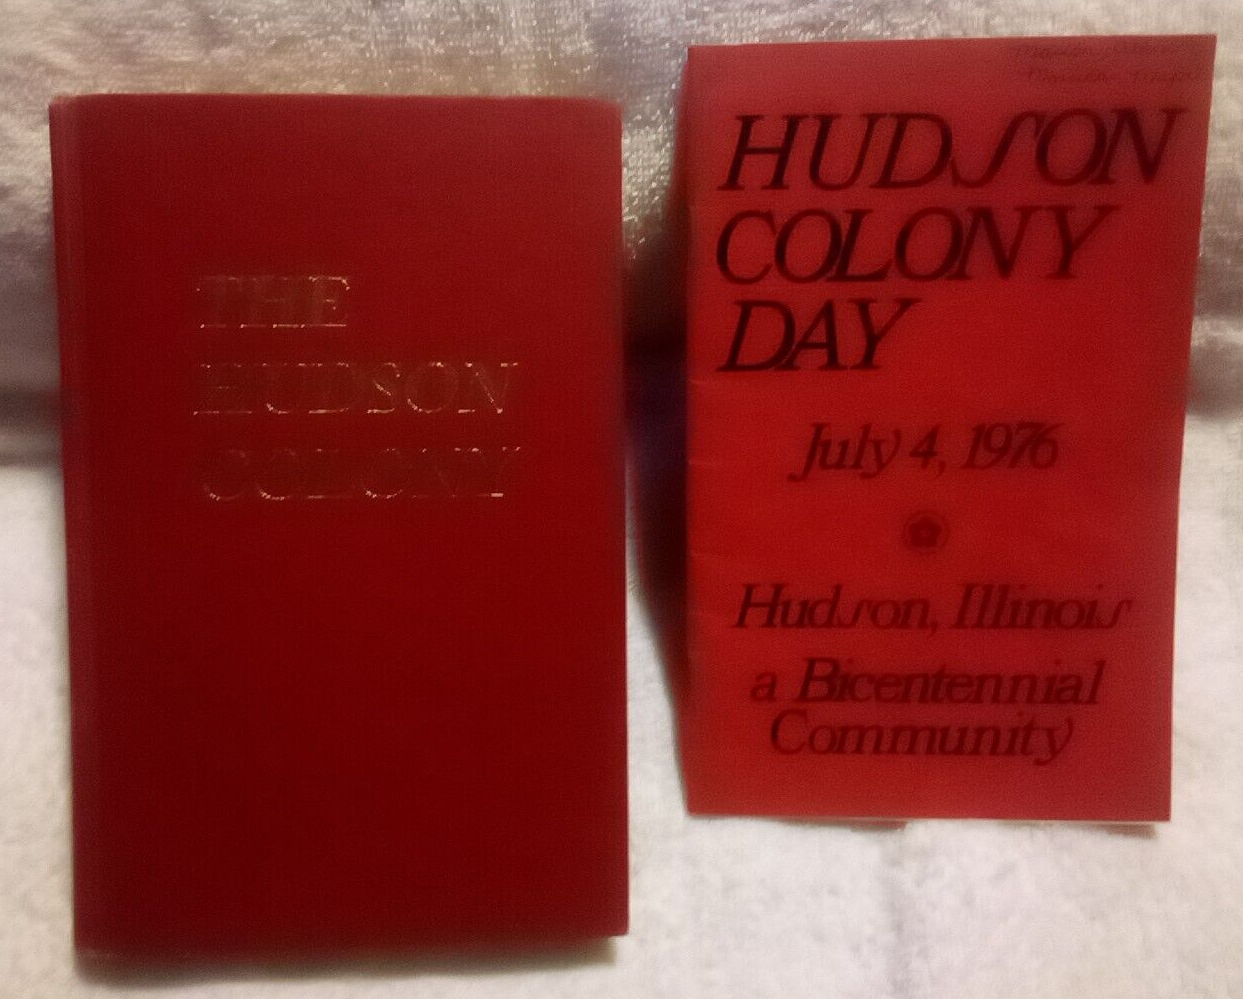 THE
HUDSON
COLONY
HUDSON
COLONY
DAY
July 4, 1976
Hudson, Illinois
a Bicentennial
Community